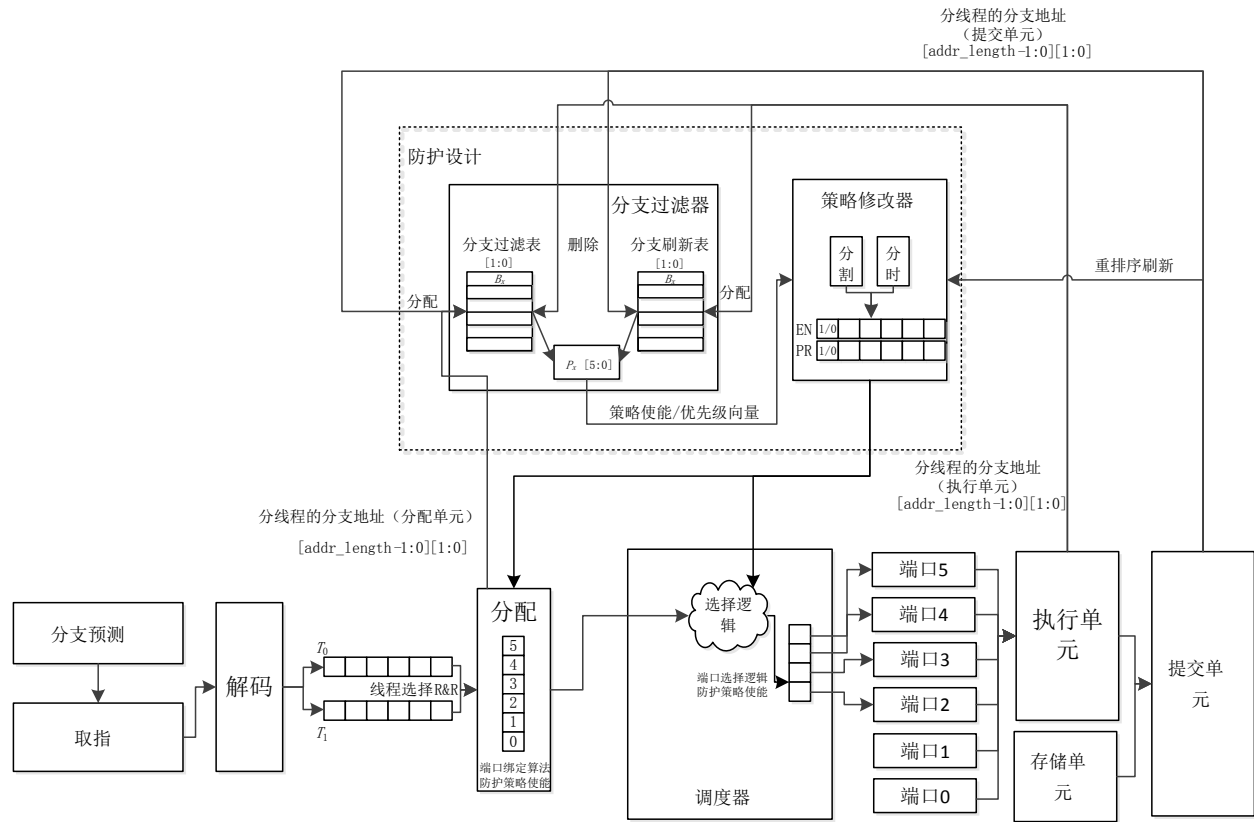 分线程的分支地址
（提交单元）
[addr_length-1:0][1:0]
防护设计
分支过滤器
策略修改器
分支过滤表
删除
分支刷新表
[1:0]
[1:0]
Bx
Bx
分割
分时
重排序刷新
分配
分配
EN
1/0
PR
1/0
Px [5:0]
策略使能/优先级向量
分线程的分支地址
（执行单元）
[addr_length-1:0][1:0]
分线程的分支地址（分配单元）
[addr_length-1:0][1:0]
分支预测
取指
解码
T0
线程选择R&R
T1
分配
5
4
3
2
1
0
端口绑定算法
防护策略使能
选择逻
辑
端口选择逻辑
防护策略使能
调度器
端口5
端口4
端口3
端口2
端口1
端口0
执行单
元
存储单
元
提交单
元